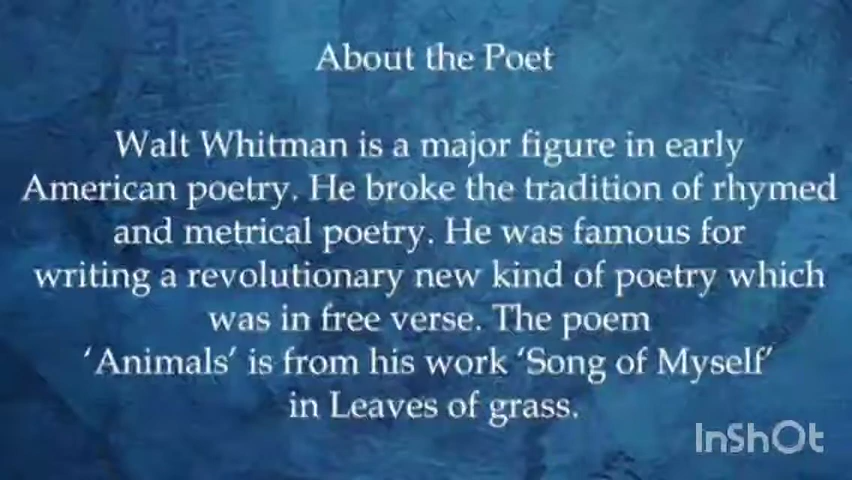 About the Poet
Walt Whitman is a major figure in early
American poetry. He broke the tradition of rhymed
and metrical poetry. He was famous for
writing a revolutionary new kind of poetry which
was in free verse. The poem
‘Animals’ is from his work ‘Song of Myself’
in Leaves of grass.
InShOt